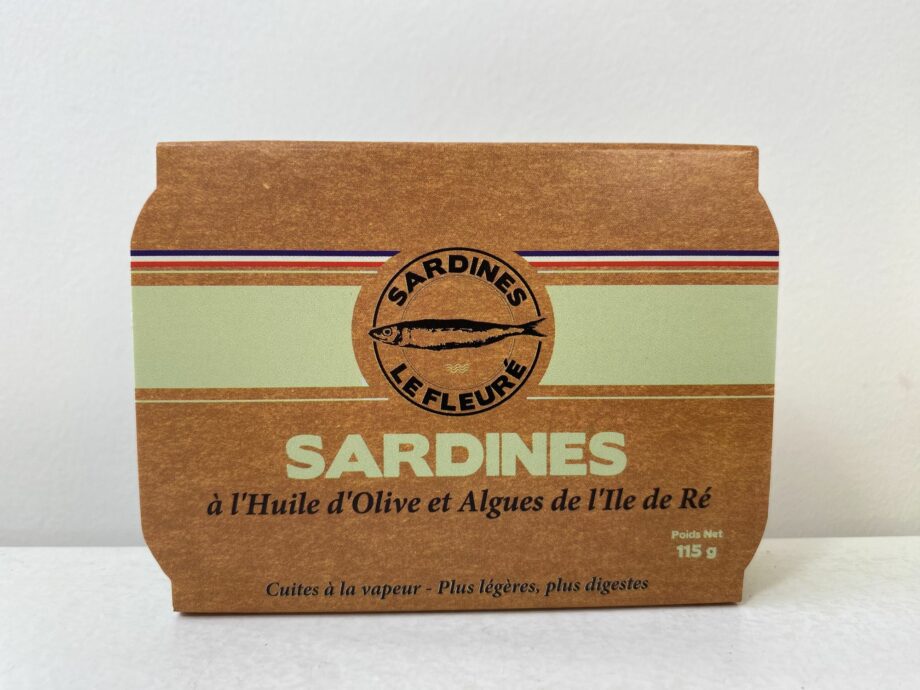 SARDINES
LE FLEURÉ
SARDINES
à l'Huile d'Olive et Algues de l'Ile de Ré
Poids Net
115 g
Cuites à la vapeur - Plus légères, plus digestes